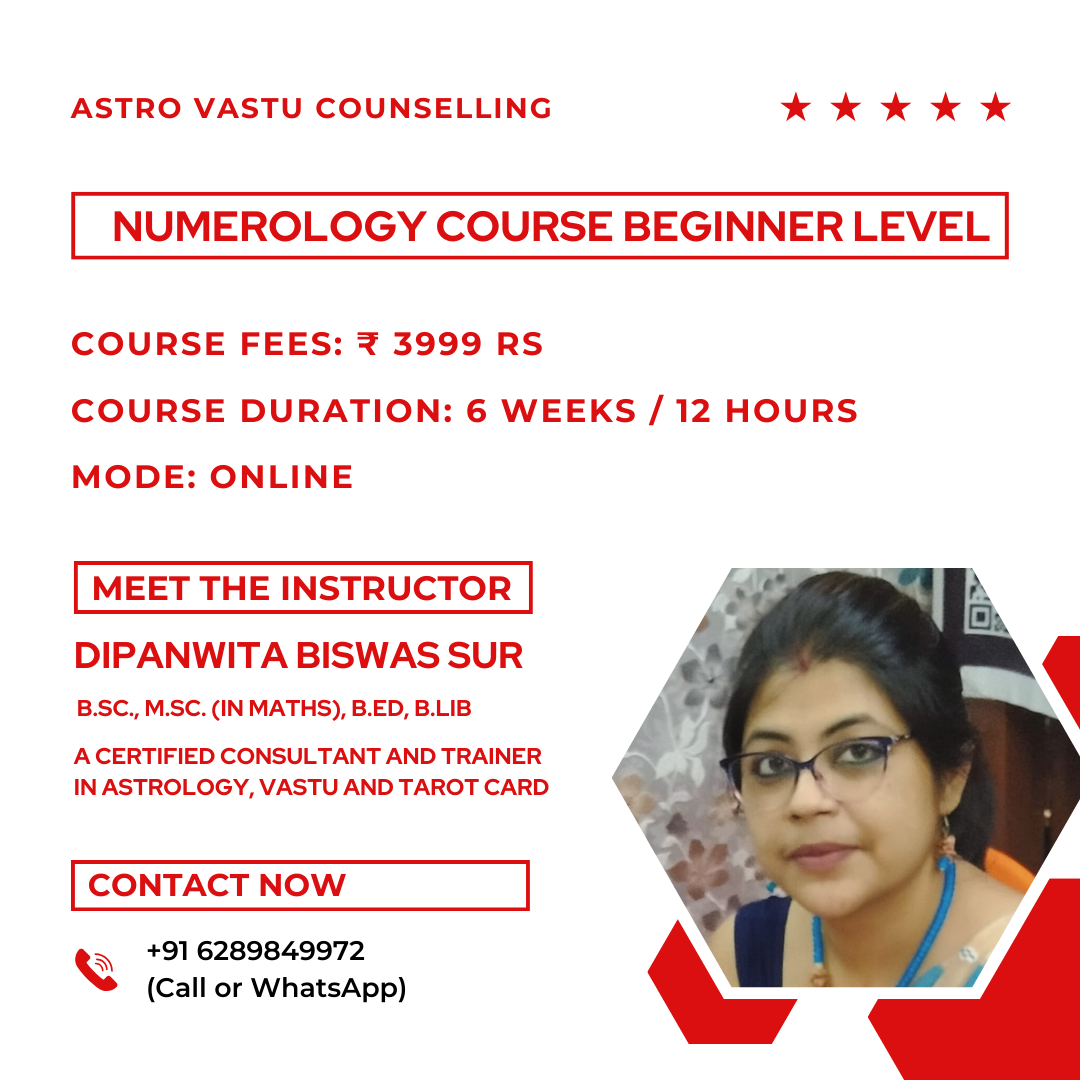 ASTRO VASTU COUNSELLING
NUMEROLOGY COURSE BEGINNER LEVEL
COURSE FEES: ₹ 3999 RS
COURSE DURATION: 6 WEEKS / 12 HOURS
MODE: ONLINE
MEET THE INSTRUCTOR
DIPANWITA BISWAS SUR
B.SC., M.SC. (IN MATHS), B.ED, B.LIB
A CERTIFIED CONSULTANT AND TRAINER
IN ASTROLOGY, VASTU AND TAROT CARD
CONTACT NOW
+91 6289849972
(Call or WhatsApp)